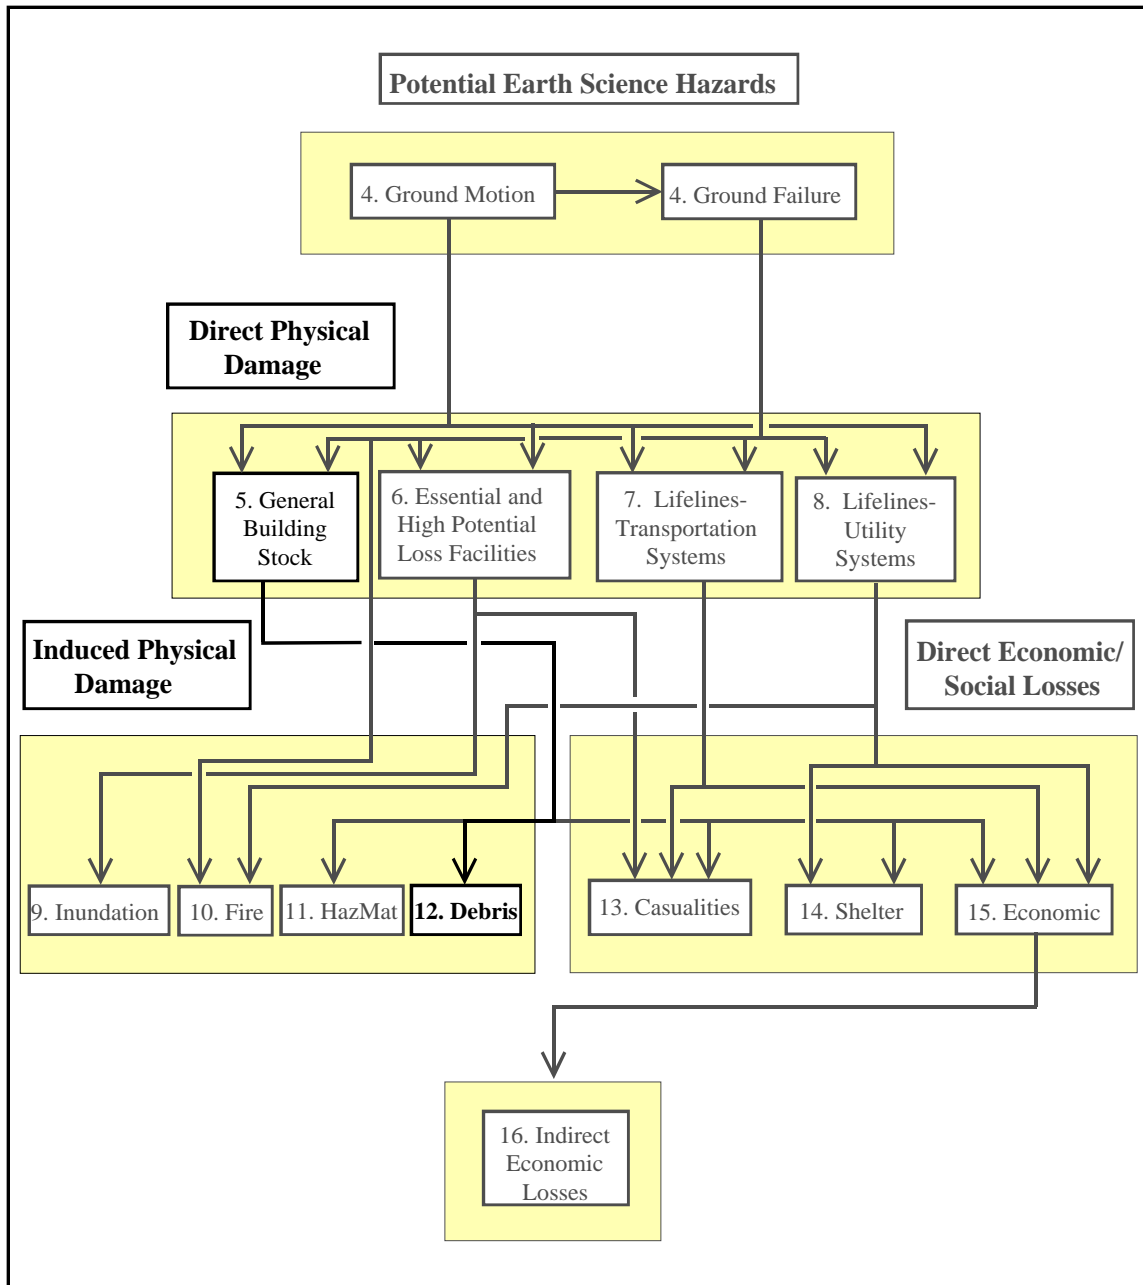 Potential Earth Science Hazards
4. Ground Motion
4. Ground Failure
Direct Physical
Damage
5. General
Building
Stock
6. Essential and
High Potential
Loss Facilities
7. Lifelines-
Transportation
Systems
8. Lifelines-
Utility
Systems
Induced Physical
Damage
Direct Economic/
Social Losses
9. Inundation
10. Fire
11. HazMat
12. Debris
13. Casualities
14. Shelter
15. Economic
16. Indirect
Economic
Losses